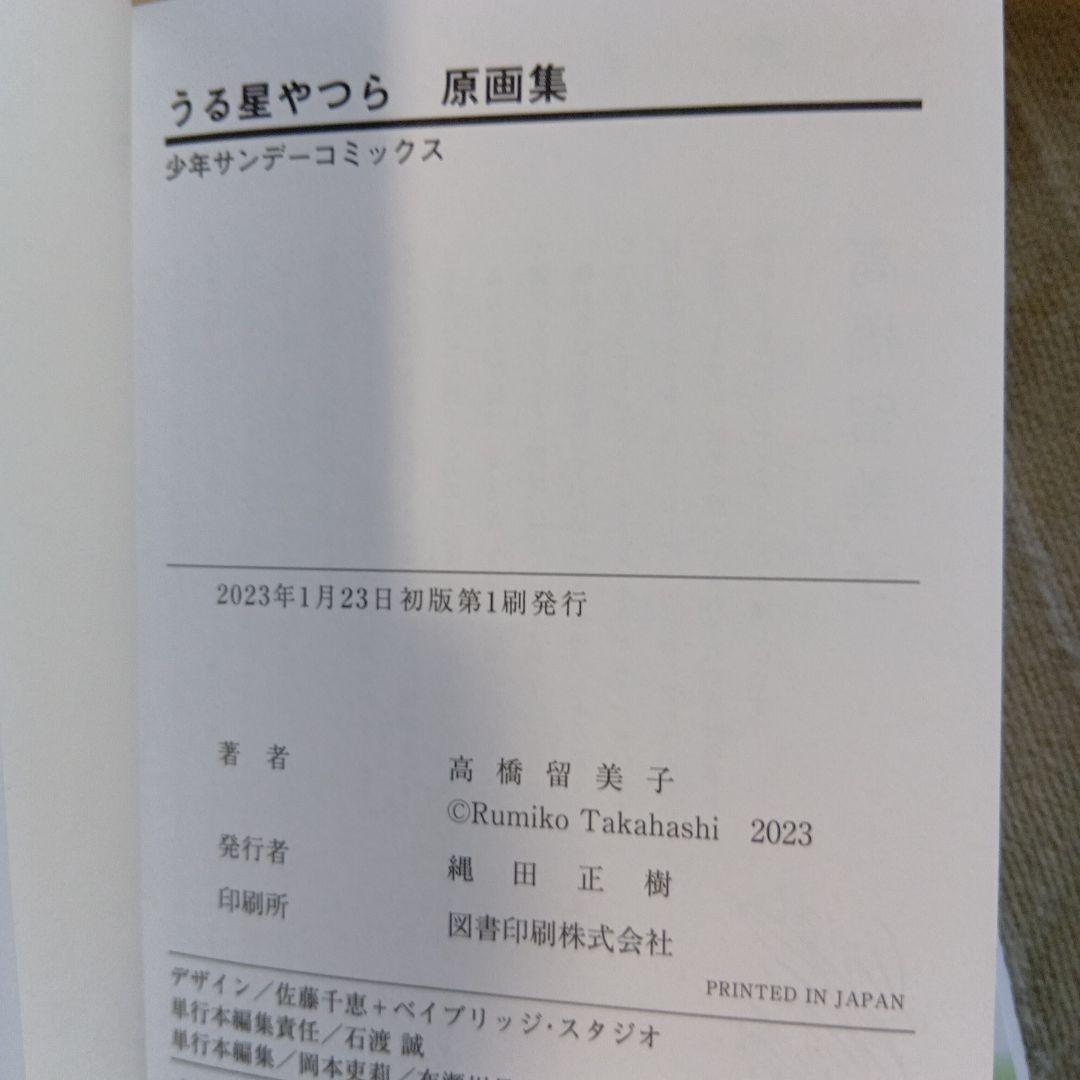 うる星やつら　原画集
少年サンデーコミックス
2023年1月23日初版第1刷発行
著者　高橋留美子
©Rumiko Takahashi　2023
発行者　縄田正樹
印刷所　図書印刷株式会社
PRINTED IN JAPAN
デザイン／佐藤千恵＋ベイブリッジ・スタジオ
単行本編集責任／石渡 誠
単行本編集／岡本吏莉／